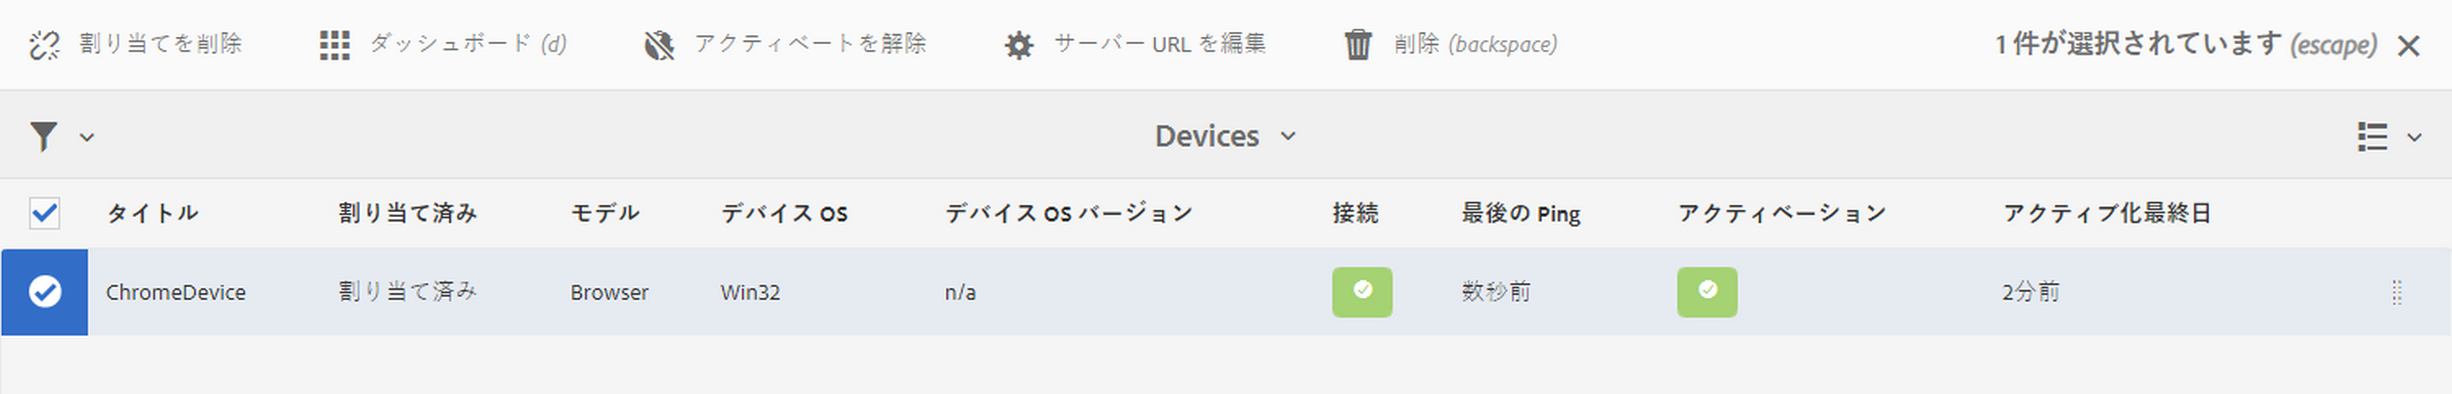 割り当てを削除 ダッシュボード (d) アクティベートを解除 サーバー URL を編集 削除 (backspace) 1 件が選択されています (escape)
Devices
タイトル 割り当て済み モデル デバイス OS デバイス OS バージョン 接続 最後の Ping アクティベーション アクティブ化最終日
ChromeDevice 割り当て済み Browser Win32 n/a 数秒前 2分前